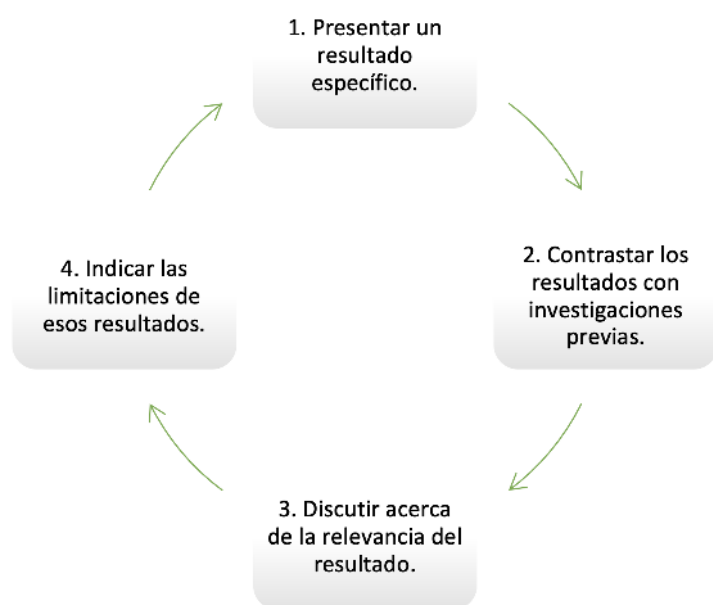 1. Presentar un
resultado
específico.
2. Contrastar los
resultados con
investigaciones
previas.
3. Discutir acerca
de la relevancia del
resultado.
4. Indicar las
limitaciones de
esos resultados.